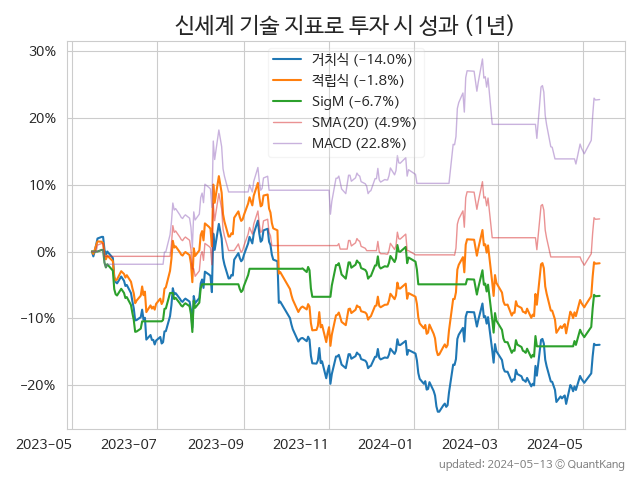 신세계 기술 지표로 투자 시 성과 (1년)
30%
20%
10%
0%
−10%
−20%
거치식 (−14.0%)
적립식 (−1.8%)
SigM (−6.7%)
SMA(20) (4.9%)
MACD (22.8%)
2023-05 2023-07 2023-09 2023-11 2024-01 2024-03 2024-05
updated: 2024-05-13 ⓒ QuantKang